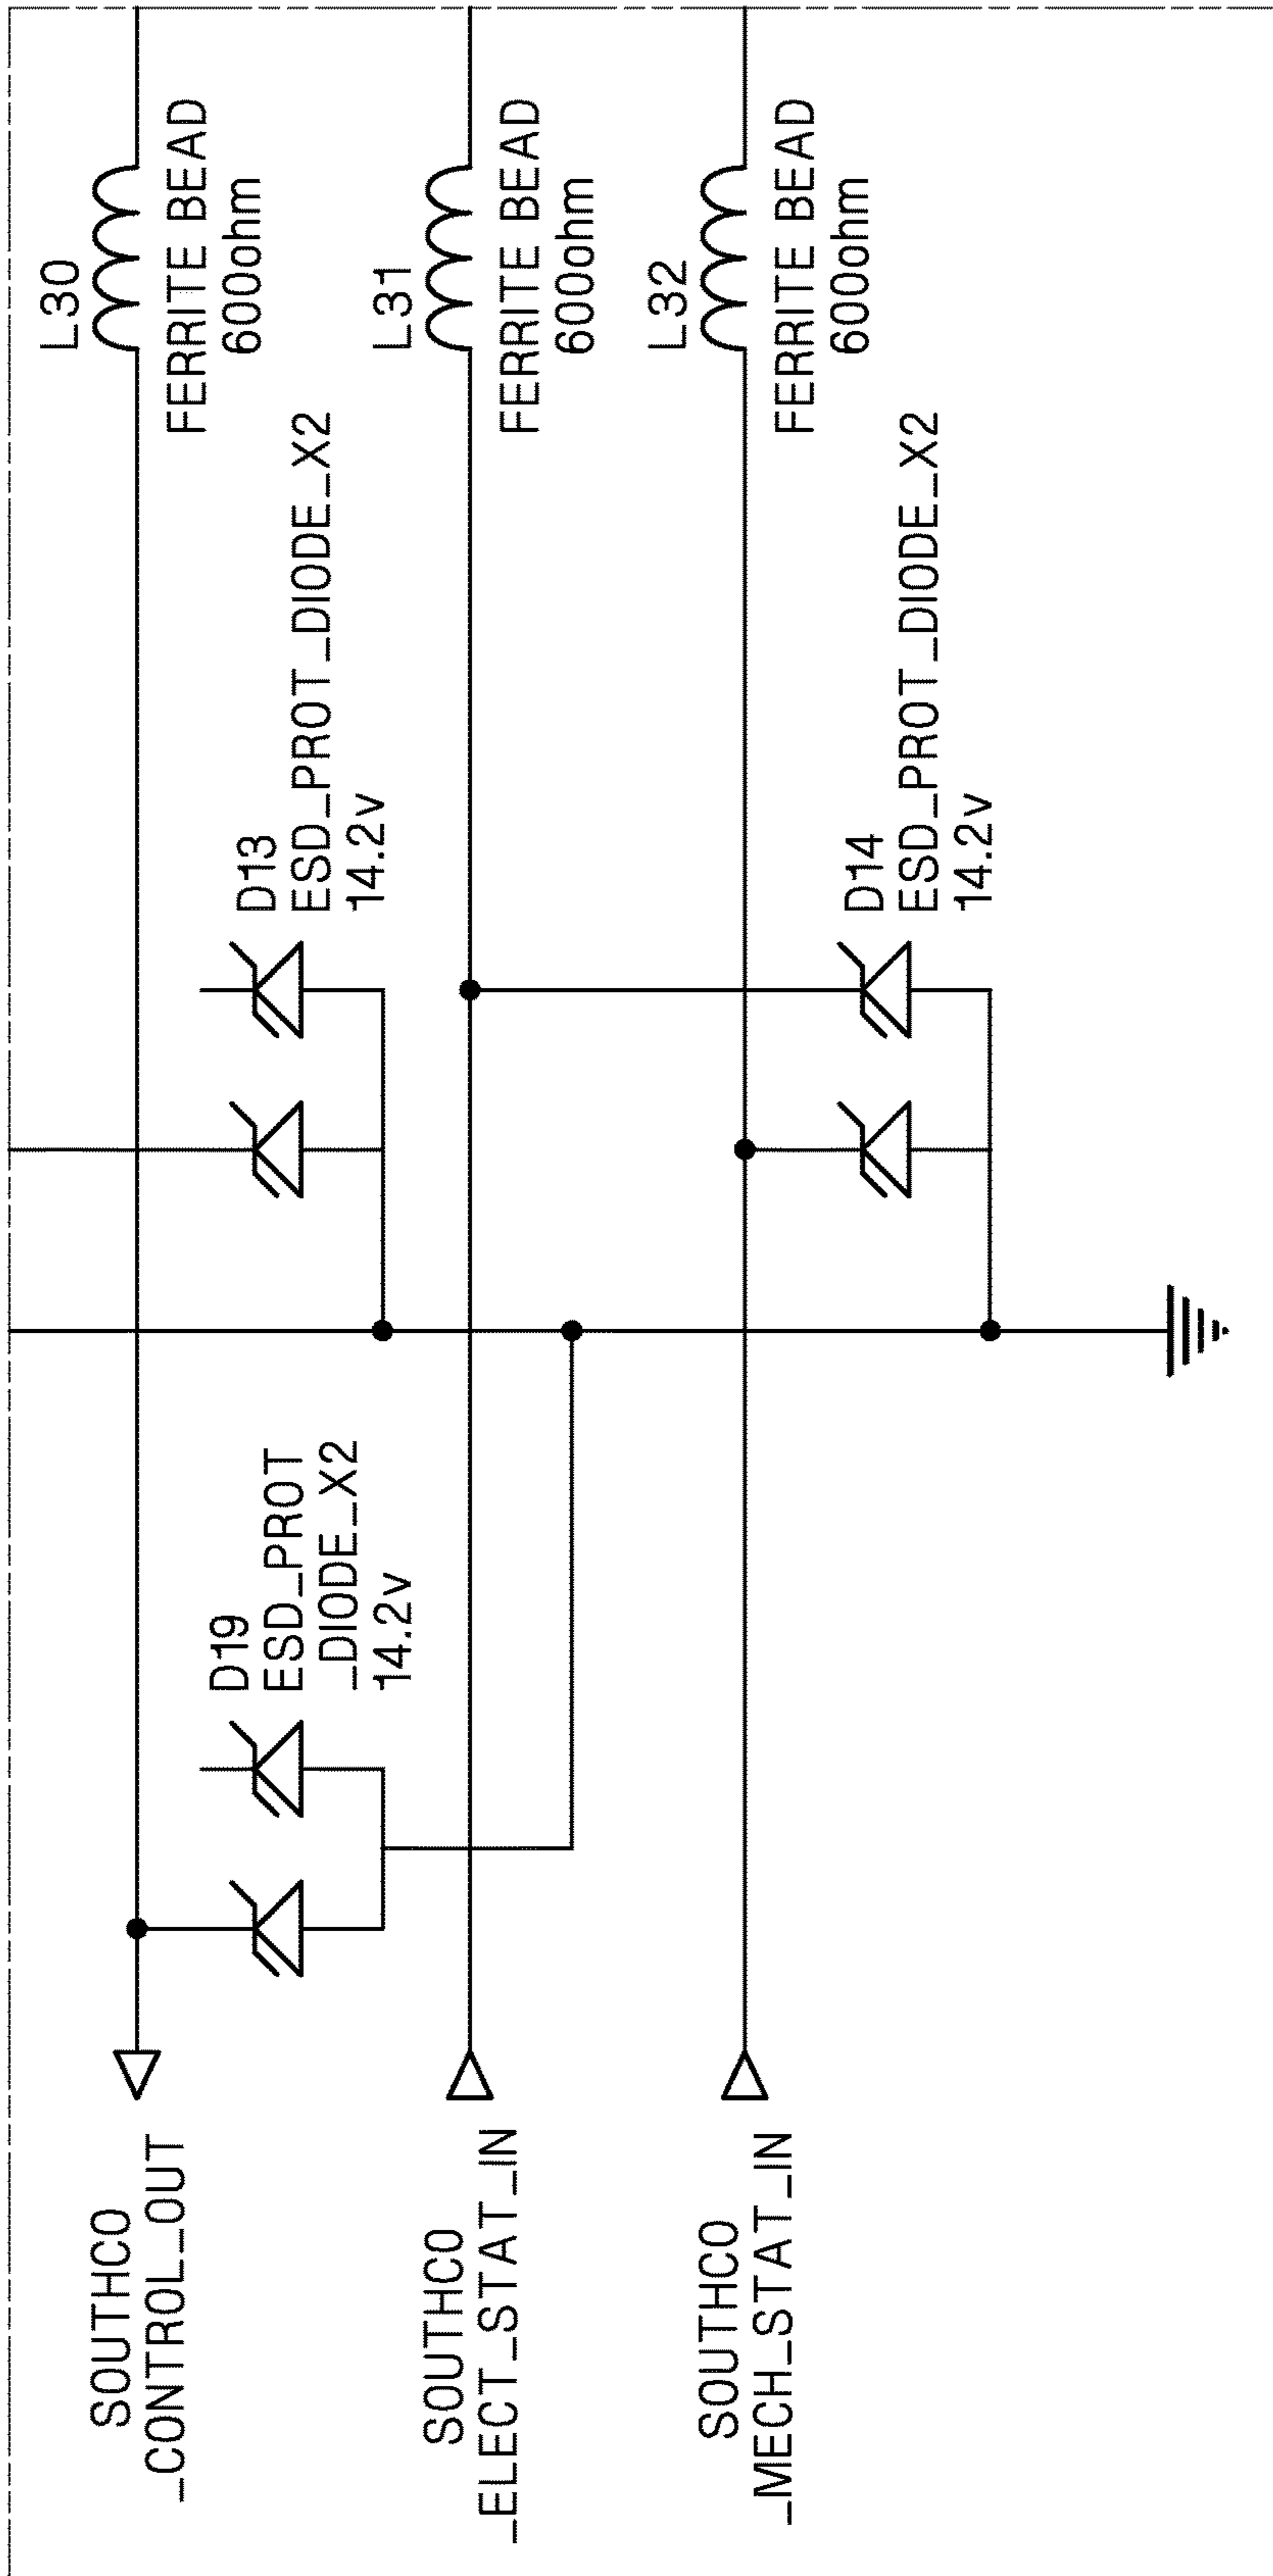 L30
FERRITE BEAD
600ohm
D13
ESD_PROT_DIODE_X2
14.2v
D19
ESD_PROT
_DIODE_X2
14.2v
SOUTHCO
_CONTROL_OUT
L31
FERRITE BEAD
600ohm
SOUTHCO
_ELECT_STAT_IN
L32
FERRITE BEAD
600ohm
D14
ESD_PROT_DIODE_X2
14.2v
SOUTHCO
_MECH_STAT_IN